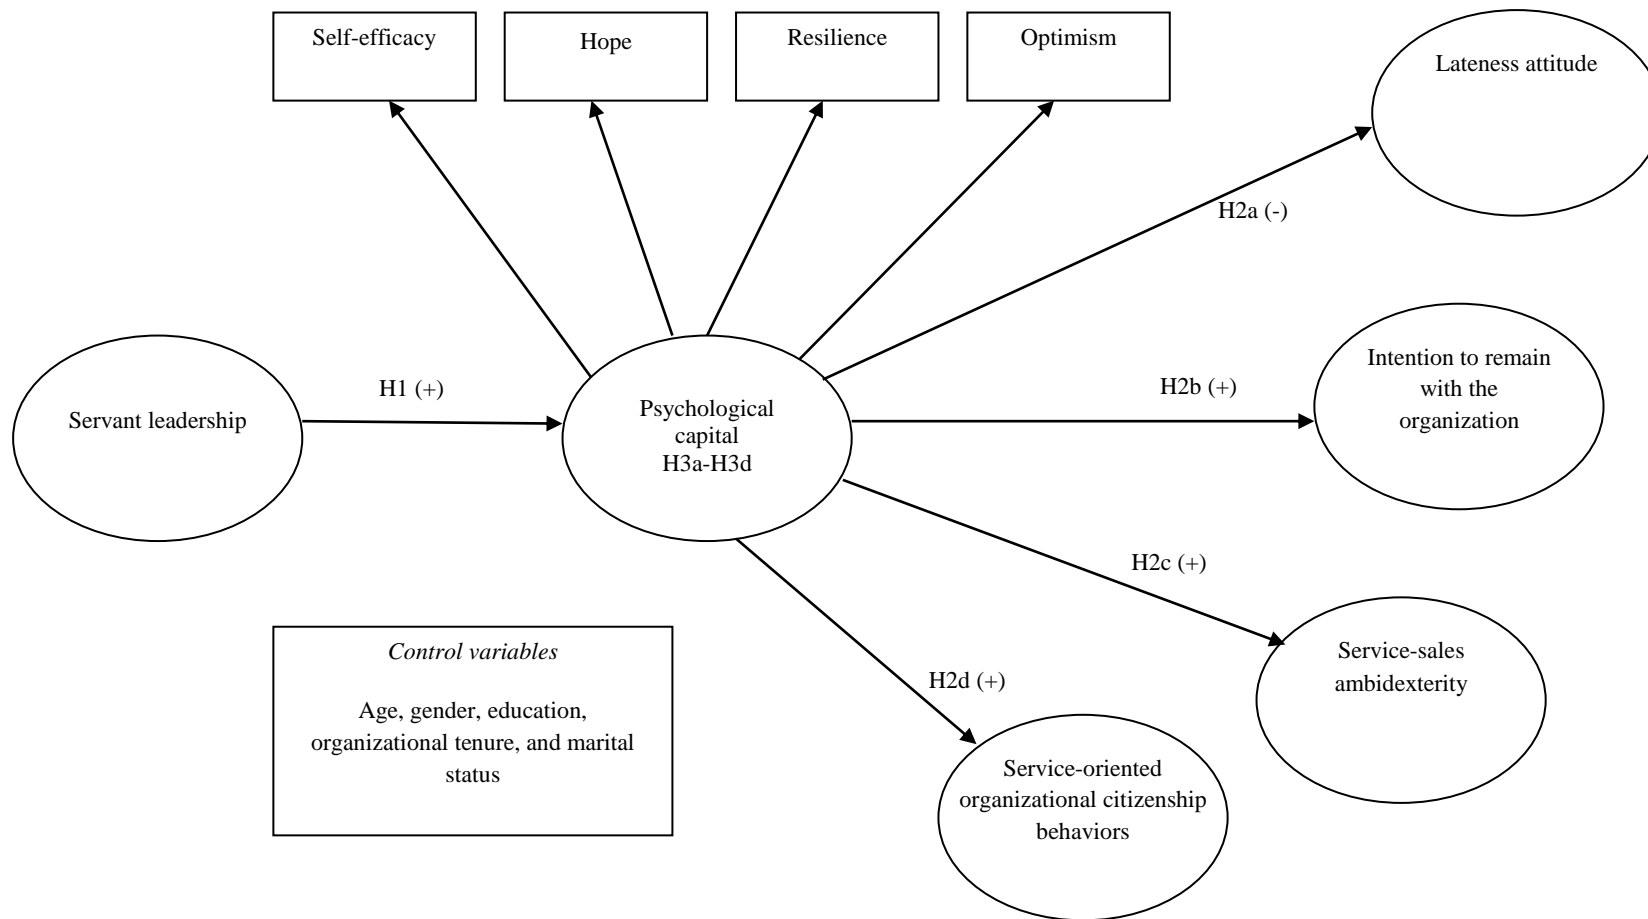 Self-efficacy
Hope
Resilience
Optimism
Lateness attitude
H2a (-)
Servant leadership
H1 (+)
Psychological
capital
H3a-H3d
H2b (+)
Intention to remain
with the
organization
H2c (+)
Service-sales
ambidexterity
H2d (+)
Service-oriented
organizational citizenship
behaviors
Control variables
Age, gender, education,
organizational tenure, and marital
status